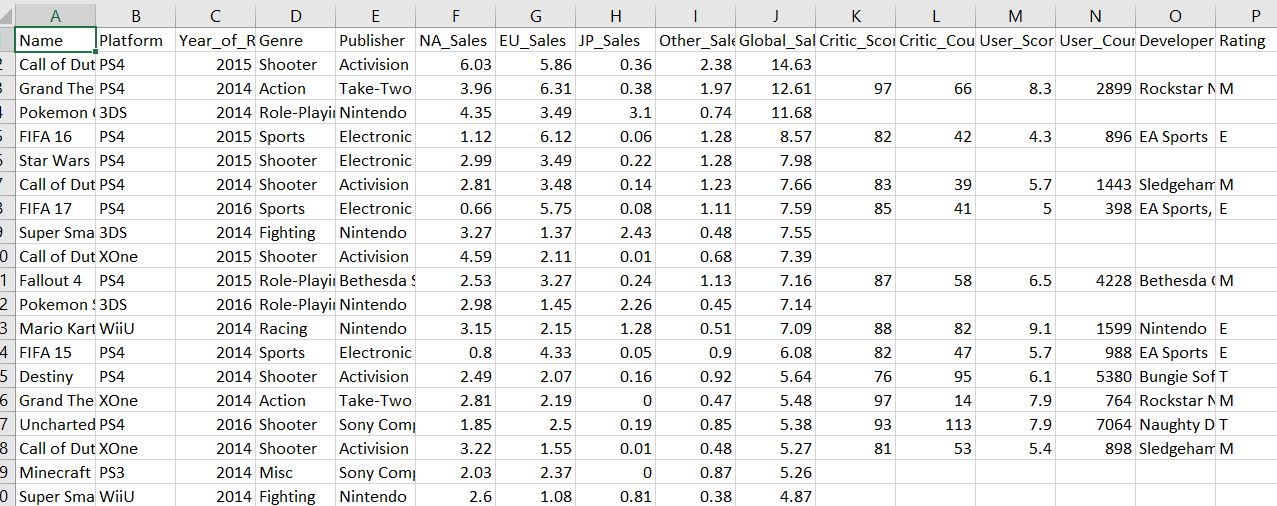 A B C D E F G H I J K L M N O P
Name Platform Year_of_R Genre Publisher NA_Sales EU_Sales JP_Sales Other_Sale Global_Sal Critic_Scor Critic_Cou User_Scor User_Cour Developer Rating
2 Call of Dut PS4 2015 Shooter Activision 6.03 5.86 0.36 2.38 14.63
3 Grand The PS4 2014 Action Take-Two 3.96 6.31 0.38 1.97 12.61 97 66 8.3 2899 Rockstar N M
4 Pokemon ( 3DS 2014 Role-Playi Nintendo 4.35 3.49 3.1 0.74 11.68
5 FIFA 16 PS4 2015 Sports Electronic 1.12 6.12 0.06 1.28 8.57 82 42 4.3 896 EA Sports E
6 Star Wars PS4 2015 Shooter Electronic 2.99 3.49 0.22 1.28 7.98
7 Call of Dut PS4 2014 Shooter Activision 2.81 3.48 0.14 1.23 7.66 83 39 5.7 1443 Sledgeham M
8 FIFA 17 PS4 2016 Sports Electronic 0.66 5.75 0.08 1.11 7.59 85 41 5 398 EA Sports, E
9 Super Sma 3DS 2014 Fighting Nintendo 3.27 1.37 2.43 0.48 7.55
0 Call of Dut XOne 2015 Shooter Activision 4.59 2.11 0.01 0.68 7.39
1 Fallout 4 PS4 2015 Role-Playi Bethesda S 2.53 3.27 0.24 1.13 7.16 87 58 6.5 4228 Bethesda ( M
2 Pokemon S 3DS 2016 Role-Playi Nintendo 2.98 1.45 2.26 0.45 7.14
3 Mario Kart WiiU 2014 Racing Nintendo 3.15 2.15 1.28 0.51 7.09 88 82 9.1 1599 Nintendo E
4 FIFA 15 PS4 2014 Sports Electronic 0.8 4.33 0.05 0.9 6.08 82 47 5.7 988 EA Sports E
5 Destiny PS4 2014 Shooter Activision 2.49 2.07 0.16 0.92 5.64 76 95 6.1 5380 Bungie Sof T
6 Grand The XOne 2014 Action Take-Two 2.81 2.19 0 0.47 5.48 97 14 7.9 764 Rockstar N M
7 Uncharted PS4 2016 Shooter Sony Comp 1.85 2.5 0.19 0.85 5.38 93 113 7.9 7064 Naughty D T
8 Call of Dut XOne 2014 Shooter Activision 3.22 1.55 0.01 0.48 5.27 81 53 5.4 898 Sledgeham M
9 Minecraft PS3 2014 Misc Sony Comp 2.03 2.37 0 0.87 5.26
0 Super Sma WiiU 2014 Fighting Nintendo 2.6 1.08 0.81 0.38 4.87